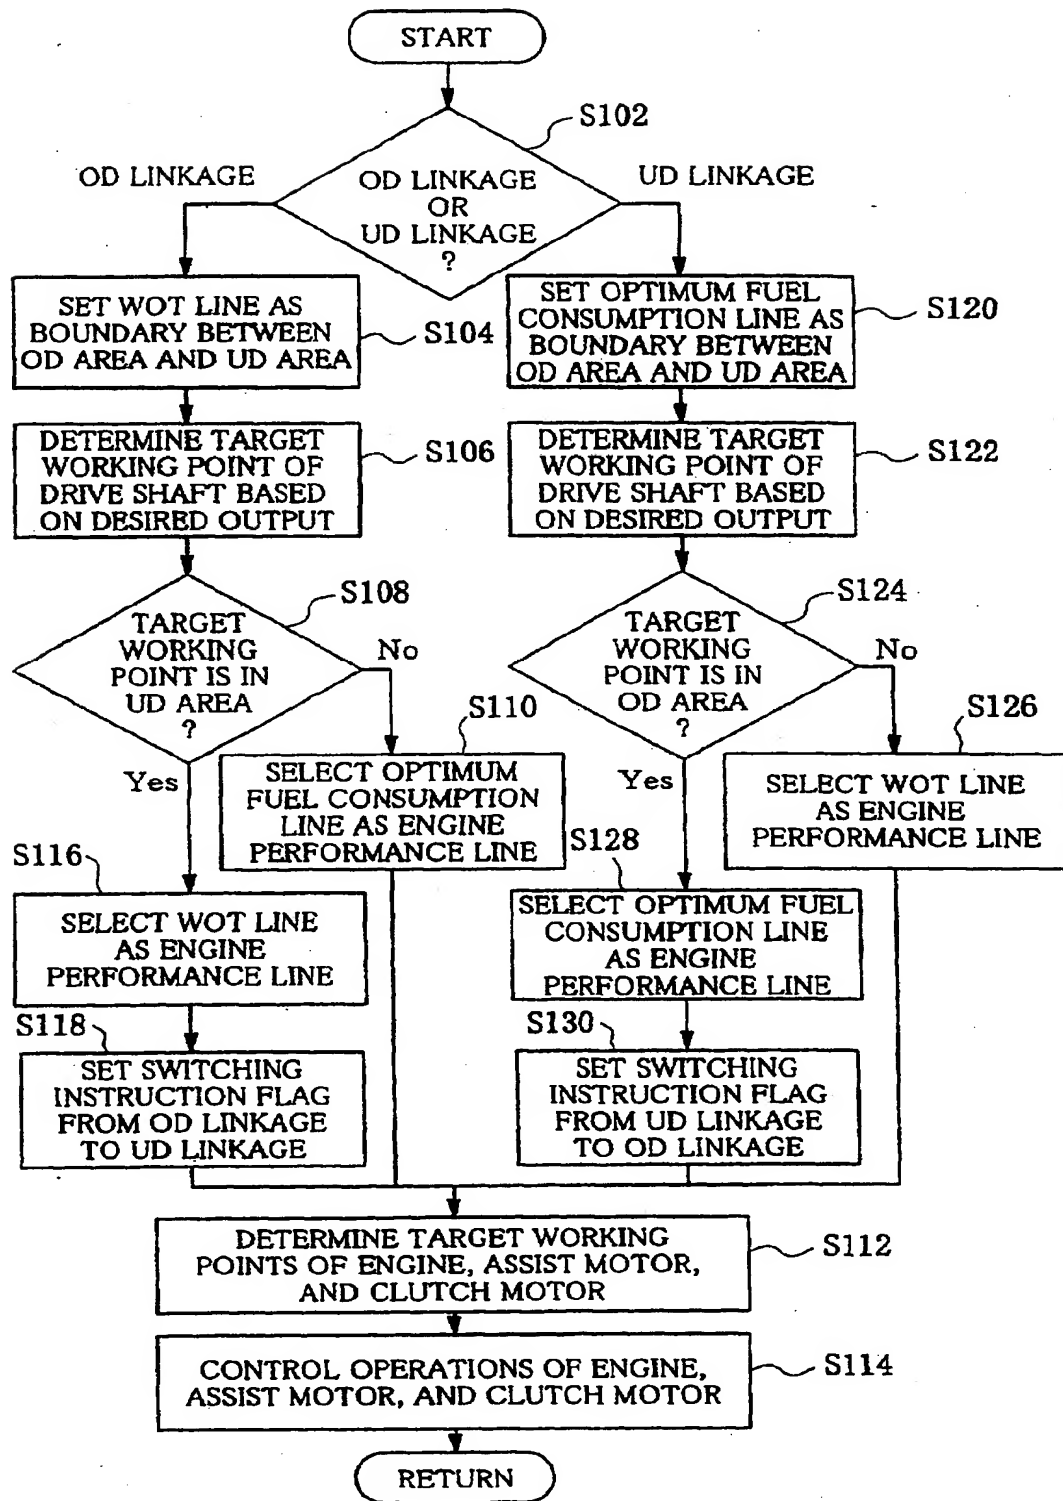 START
S102
OD LINKAGE
OD LINKAGE
OR
UD LINKAGE
?
UD LINKAGE
SET WOT LINE AS
BOUNDARY BETWEEN
OD AREA AND UD AREA
S104
SET OPTIMUM FUEL
CONSUMPTION LINE AS
BOUNDARY BETWEEN
OD AREA AND UD AREA
S120
DETERMINE TARGET
WORKING POINT OF
DRIVE SHAFT BASED
ON DESIRED OUTPUT
S106
DETERMINE TARGET
WORKING POINT OF
DRIVE SHAFT BASED
ON DESIRED OUTPUT
S122
S108
TARGET
WORKING
POINT IS IN
UD AREA
?
No
Yes
S124
TARGET
WORKING
POINT IS IN
OD AREA
?
No
Yes
S110
SELECT OPTIMUM
FUEL CONSUMPTION
LINE AS ENGINE
PERFORMANCE LINE
S126
SELECT WOT LINE
AS ENGINE
PERFORMANCE LINE
S116
SELECT WOT LINE
AS ENGINE
PERFORMANCE LINE
S128
SELECT OPTIMUM FUEL
CONSUMPTION LINE
AS ENGINE
PERFORMANCE LINE
S118
SET SWITCHING
INSTRUCTION FLAG
FROM OD LINKAGE
TO UD LINKAGE
S130
SET SWITCHING
INSTRUCTION FLAG
FROM UD LINKAGE
TO OD LINKAGE
DETERMINE TARGET WORKING
POINTS OF ENGINE, ASSIST MOTOR,
AND CLUTCH MOTOR
S112
CONTROL OPERATIONS OF ENGINE,
ASSIST MOTOR, AND CLUTCH MOTOR
S114
RETURN